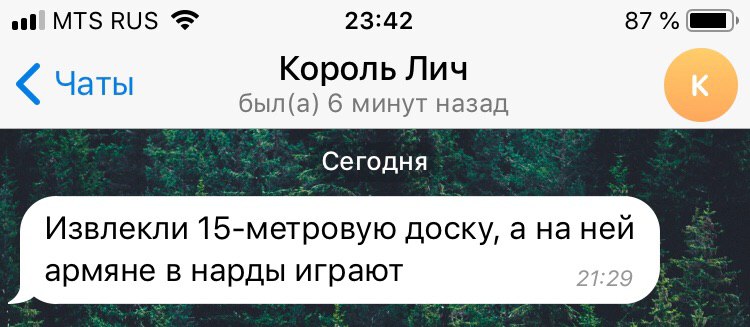 MTS RUS 23:42 87 %
Чаты Король Лич К
был(а) 6 минут назад
Сегодня
Извлекли 15-метровую доску, а на ней
армяне в нарды играют 21:29